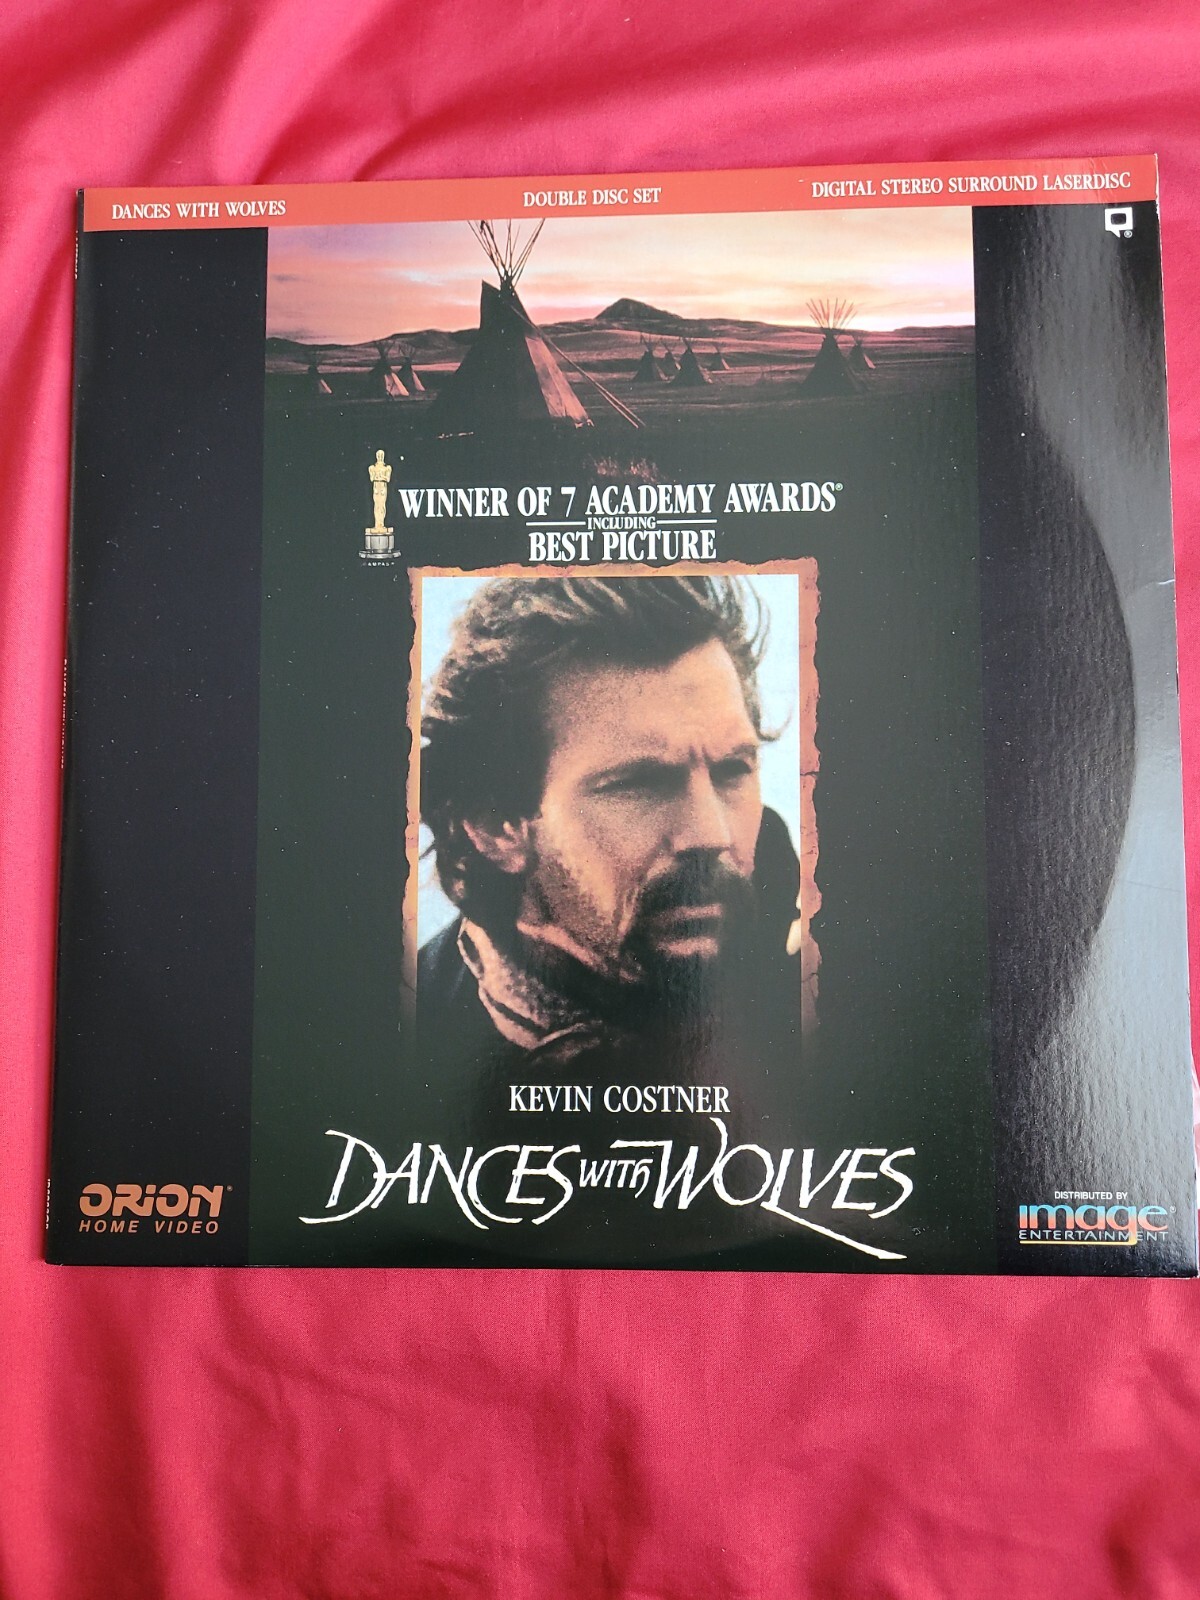 DANCES WITH WOLVES
DOUBLE DISC SET
DIGITAL STEREO SURROUND LASERDISC
WINNER OF 7 ACADEMY AWARDS®
INCLUDING
BEST PICTURE
KEVIN COSTNER
DANCES WITH WOLVES
ORION®
HOME VIDEO
DISTRIBUTED BY
image®
ENTERTAINMENT